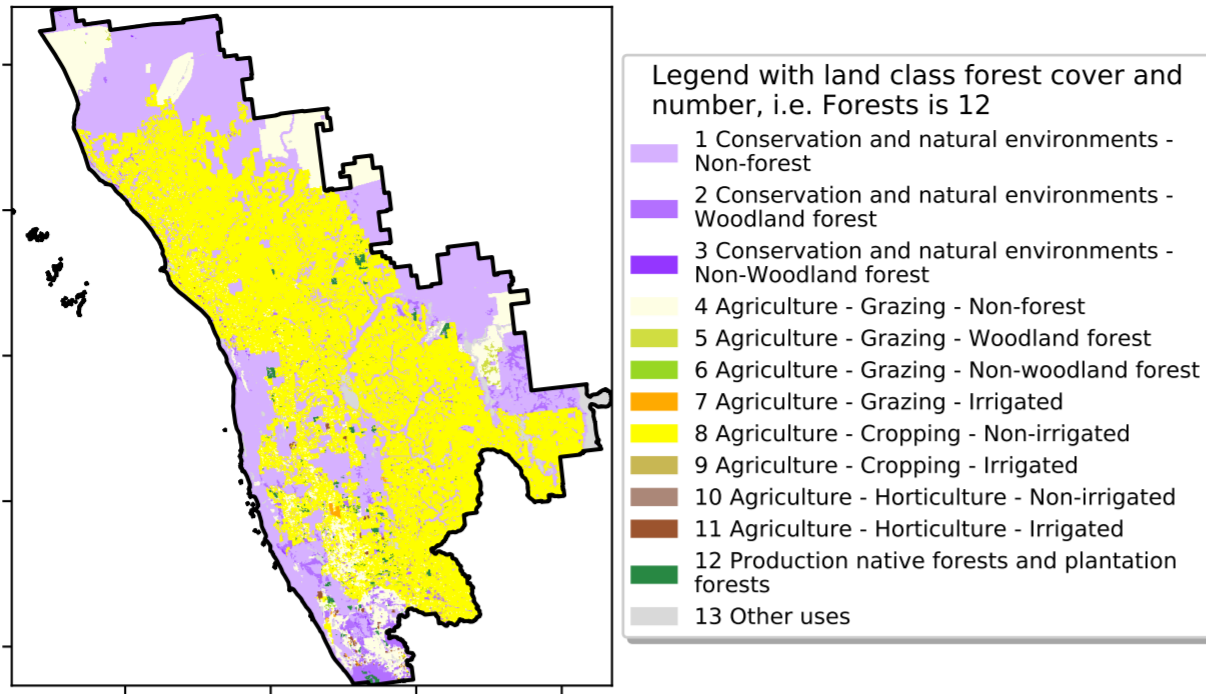 Legend with land class forest cover and
number, i.e. Forests is 12
1 Conservation and natural environments -
Non-forest
2 Conservation and natural environments -
Woodland forest
3 Conservation and natural environments -
Non-Woodland forest
4 Agriculture - Grazing - Non-forest
5 Agriculture - Grazing - Woodland forest
6 Agriculture - Grazing - Non-woodland forest
7 Agriculture - Grazing - Irrigated
8 Agriculture - Cropping - Non-irrigated
9 Agriculture - Cropping - Irrigated
10 Agriculture - Horticulture - Non-irrigated
11 Agriculture - Horticulture - Irrigated
12 Production native forests and plantation
forests
13 Other uses